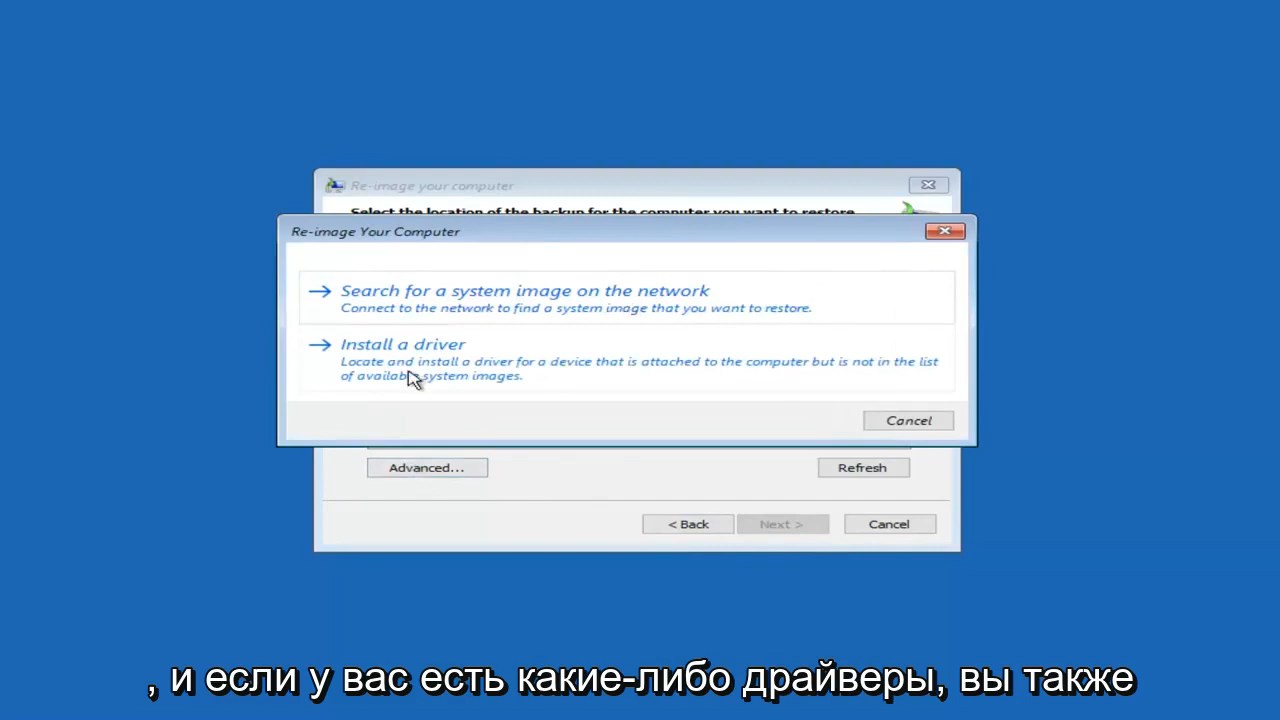 Re-image your computer
Select the location of the backup for the computer you want to restore.
Re-image Your Computer
Search for a system image on the network
Connect to the network to find a system image that you want to restore.
Install a driver
Locate and install a driver for a device that is attached to the computer but is not in the list
of available system images.
Cancel
Advanced... Refresh
< Back Next > Cancel
, и если у вас есть какие-либо драйверы, вы также